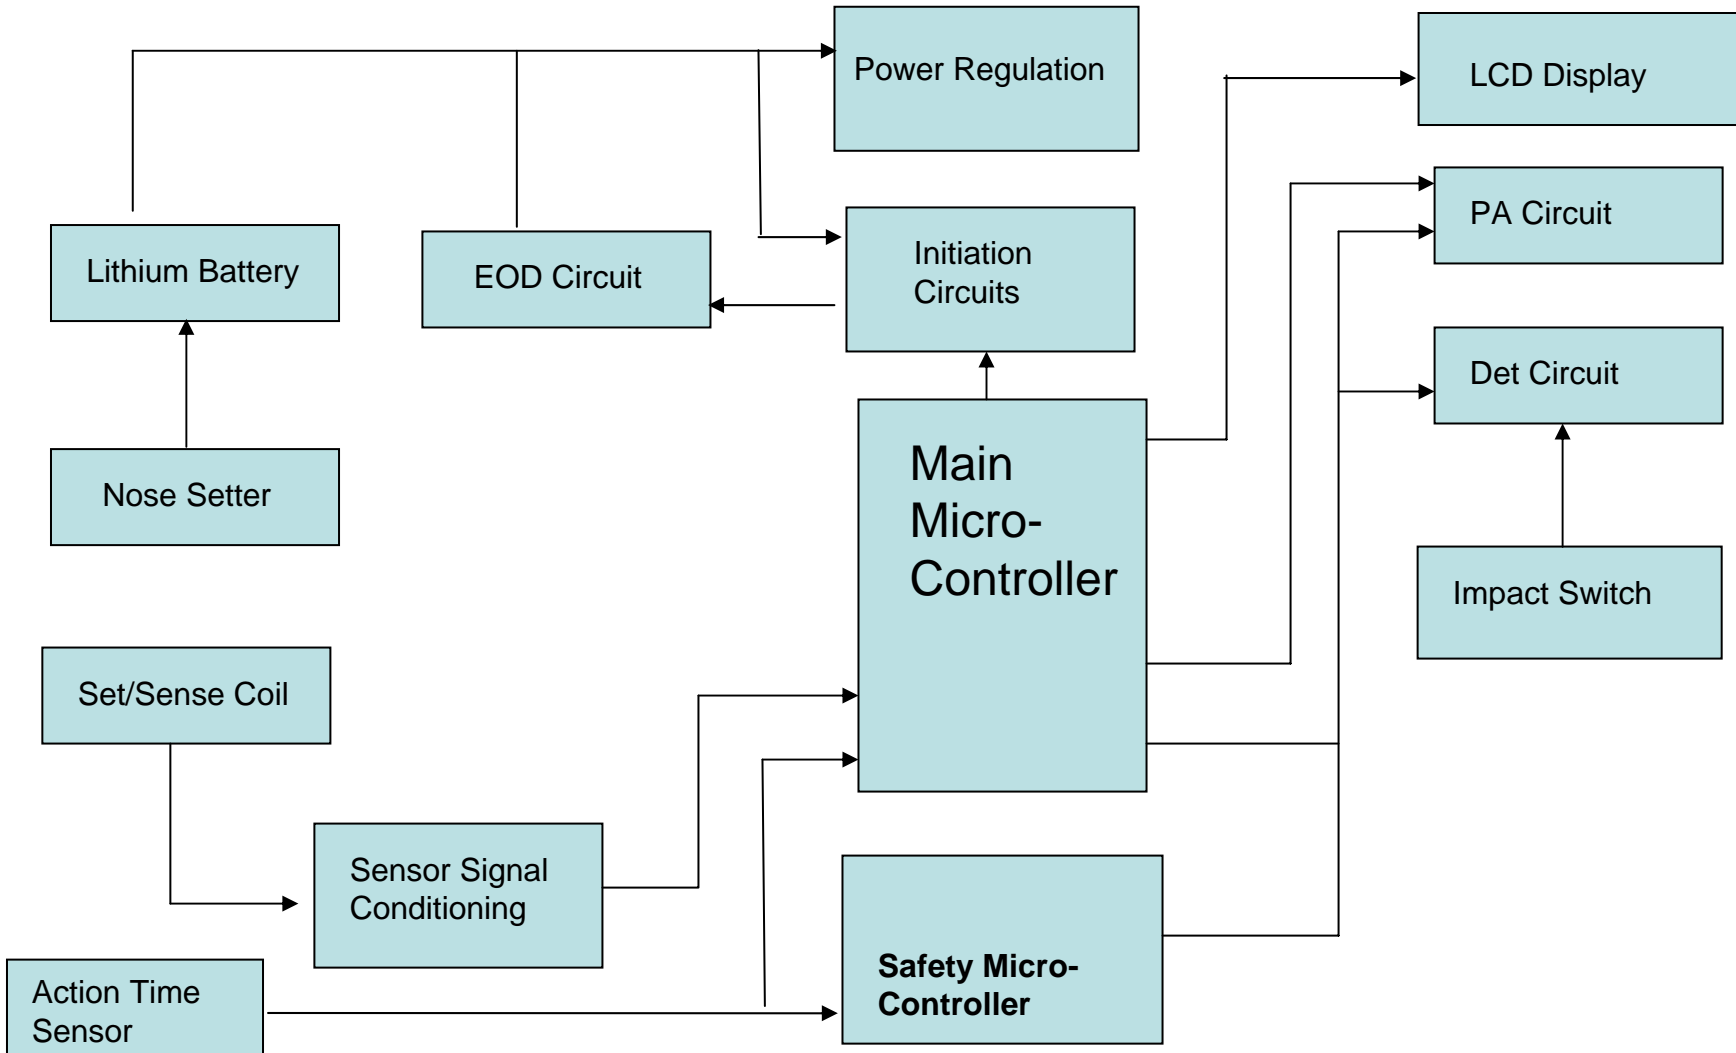 Power Regulation
LCD Display
PA Circuit
Lithium Battery
EOD Circuit
Initiation
Circuits
Det Circuit
Nose Setter
Main
Micro-
Controller
Impact Switch
Set/Sense Coil
Sensor Signal
Conditioning
Safety Micro-
Controller
Action Time
Sensor